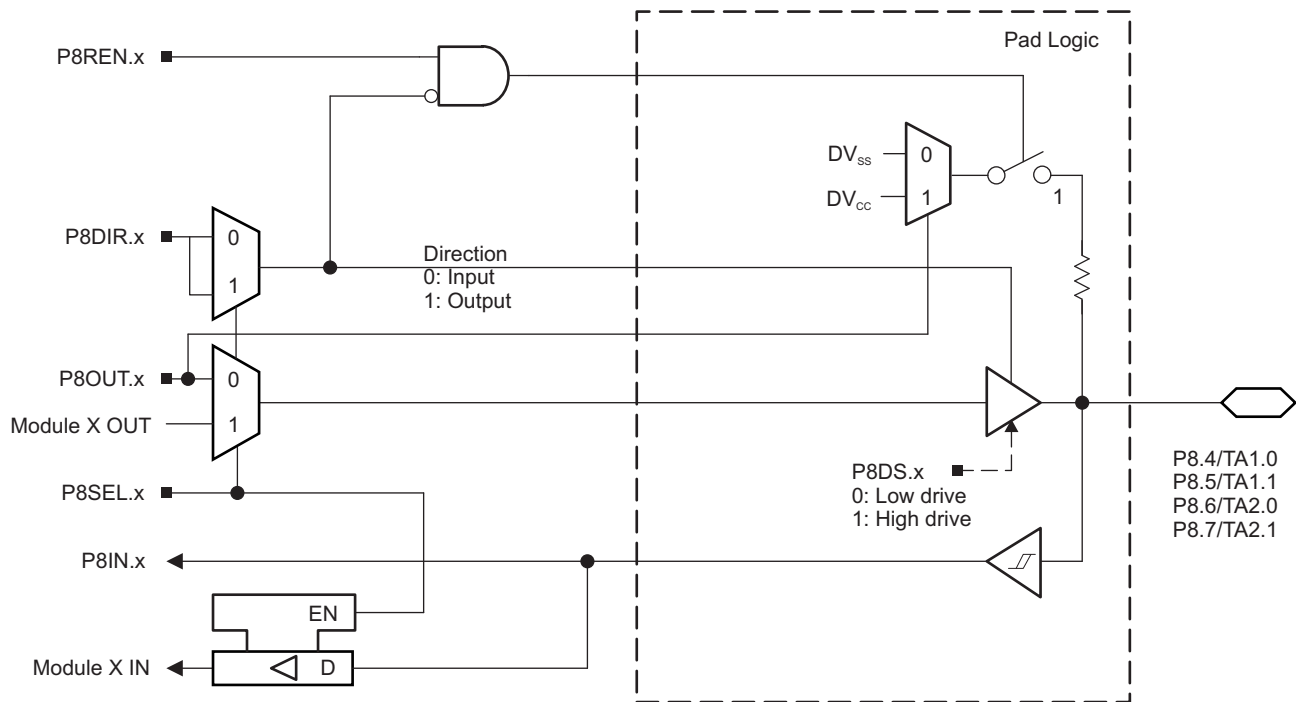 Pad Logic
P8REN.x
DVSS
0
DVCC
1
1
P8DIR.x
0
1
Direction
0: Input
1: Output
P8OUT.x
0
Module X OUT
1
P8DS.x
0: Low drive
1: High drive
P8.4/TA1.0
P8.5/TA1.1
P8.6/TA2.0
P8.7/TA2.1
P8SEL.x
P8IN.x
EN
Module X IN
D